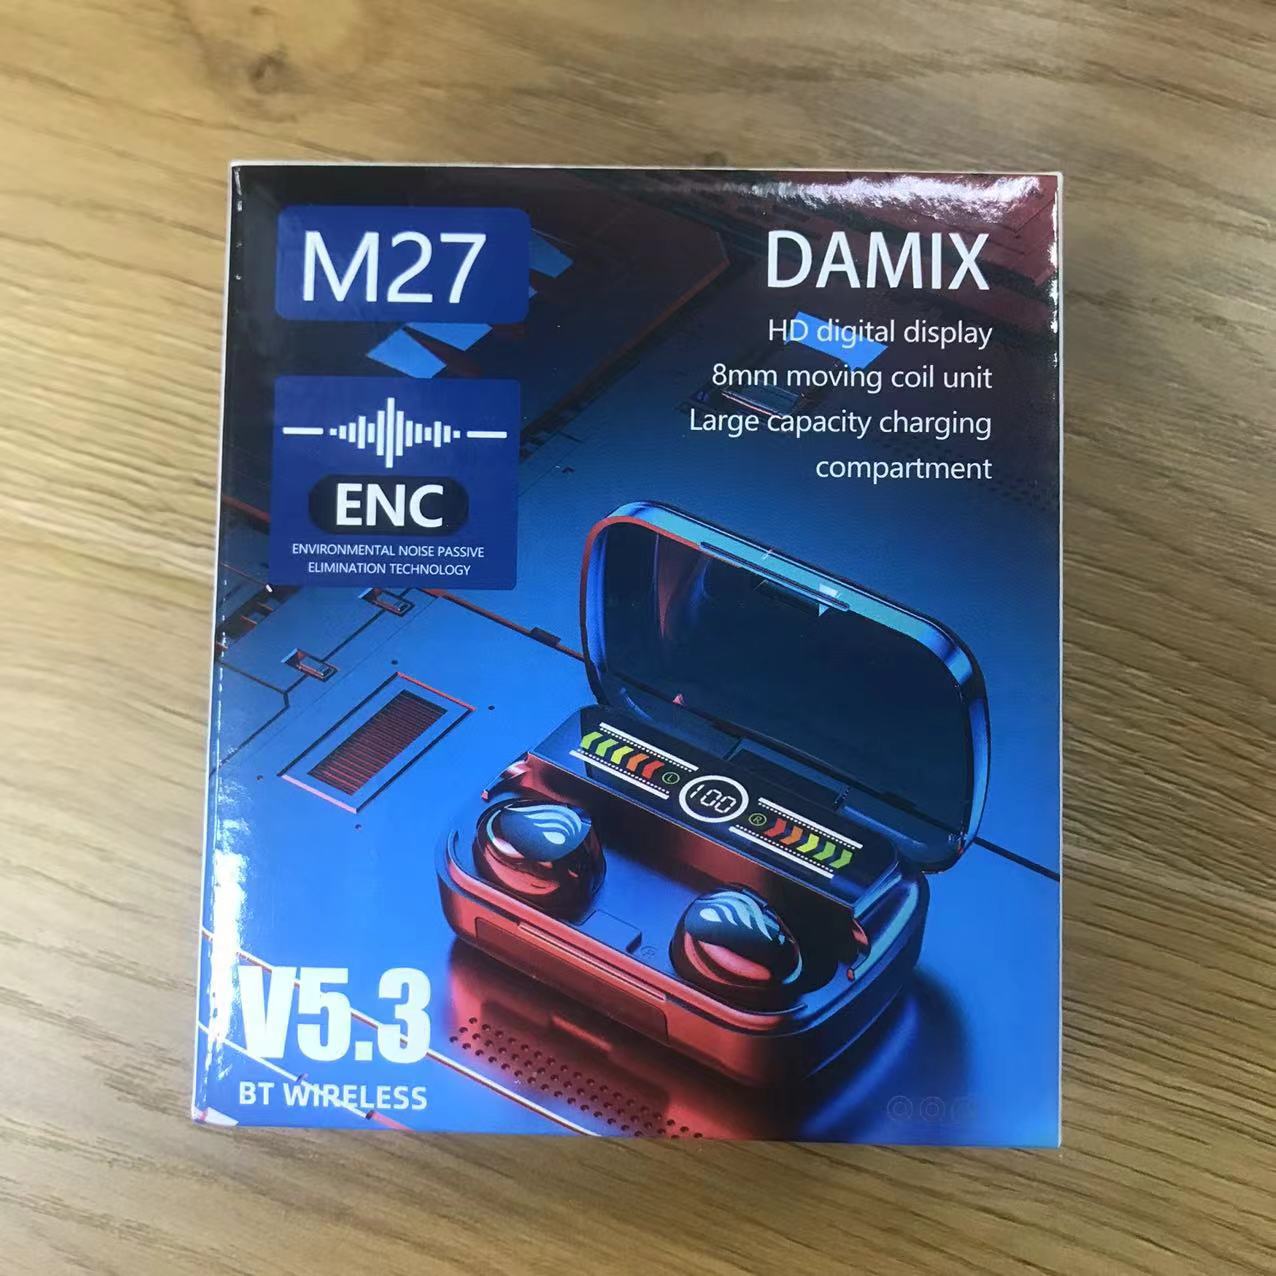 M27
DAMIX
HD digital display
8mm moving coil unit
Large capacity charging
compartment
ENC
ENVIRONMENTAL NOISE PASSIVE
ELIMINATION TECHNOLOGY
L
100
R
V5.3
BT WIRELESS